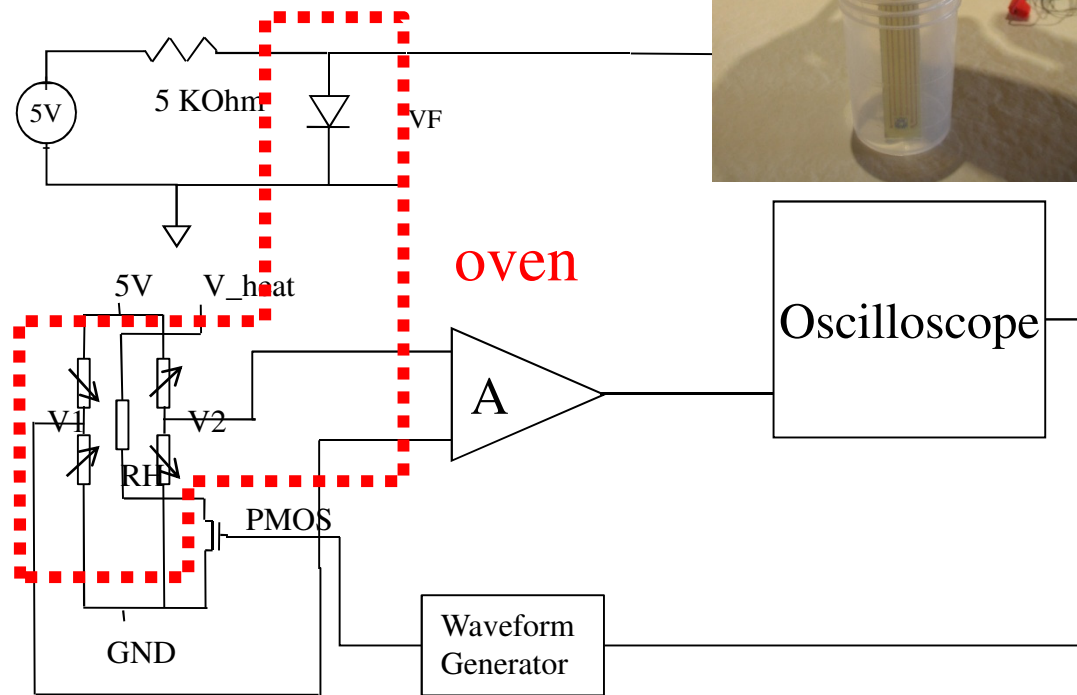 5 KOhm
5V
VF
oven
5V
V_heat
Oscilloscope
A
V1
V2
RH
PMOS
Waveform
Generator
GND